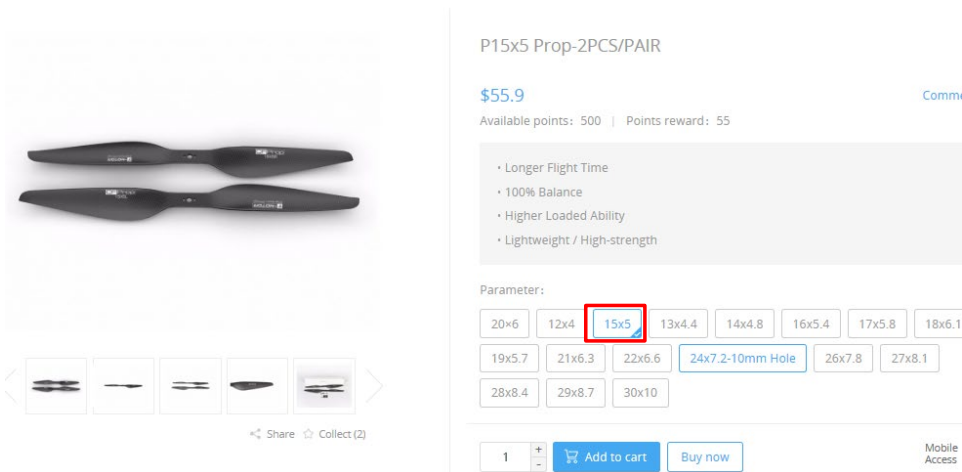 P15x5 Prop-2PCS/PAIR
$55.9
Available points: 500 | Points reward: 55
• Longer Flight Time
• 100% Balance
• Higher Loaded Ability
• Lightweight / High-strength
Parameter:
20×6 12x4 15x5 13x4.4 14x4.8 16x5.4 17x5.8 18x6.1
19x5.7 21x6.3 22x6.6 24x7.2-10mm Hole 26x7.8 27x8.1
28x8.4 29x8.7 30x10
Share Collect (2)
1 + - Add to cart Buy now
Mobile
Access